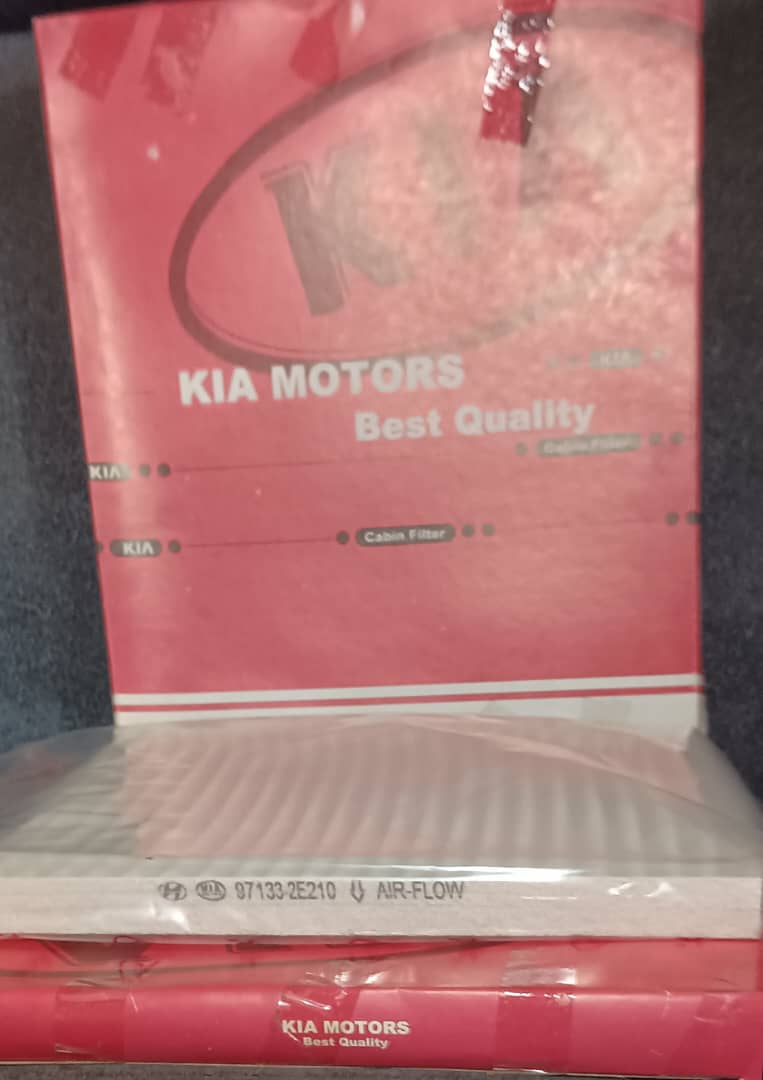 KIA
KIA MOTORS
Best Quality
KIA
Cabin Filter
KIA
KIA
Cabin Filter
KIA 97133-2E210 AIR-FLOW
KIA MOTORS
Best Quality